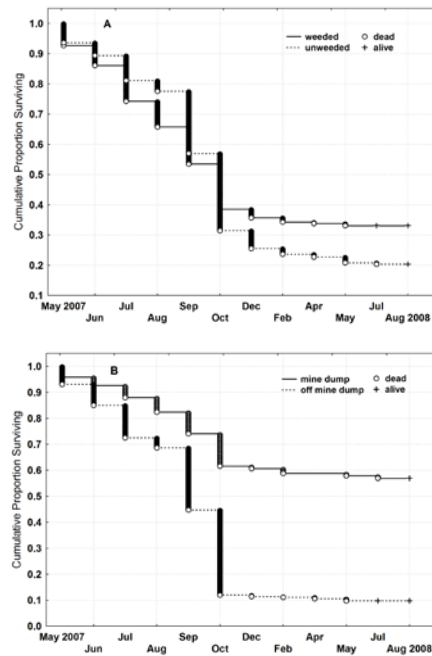 A
weeded
dead
unweeded
alive
Cumulative Proportion Surviving
1.0
0.9
0.8
0.7
0.6
0.5
0.4
0.3
0.2
0.1
May 2007 Jul Sep Dec Apr Jul
Jun Aug Oct Feb May Aug 2008
B
mine dump
dead
off mine dump
alive
Cumulative Proportion Surviving
1.0
0.9
0.8
0.7
0.6
0.5
0.4
0.3
0.2
0.1
0.0
May 2007 Jul Sep Dec Apr Jul
Jun Aug Oct Feb May Aug 2008